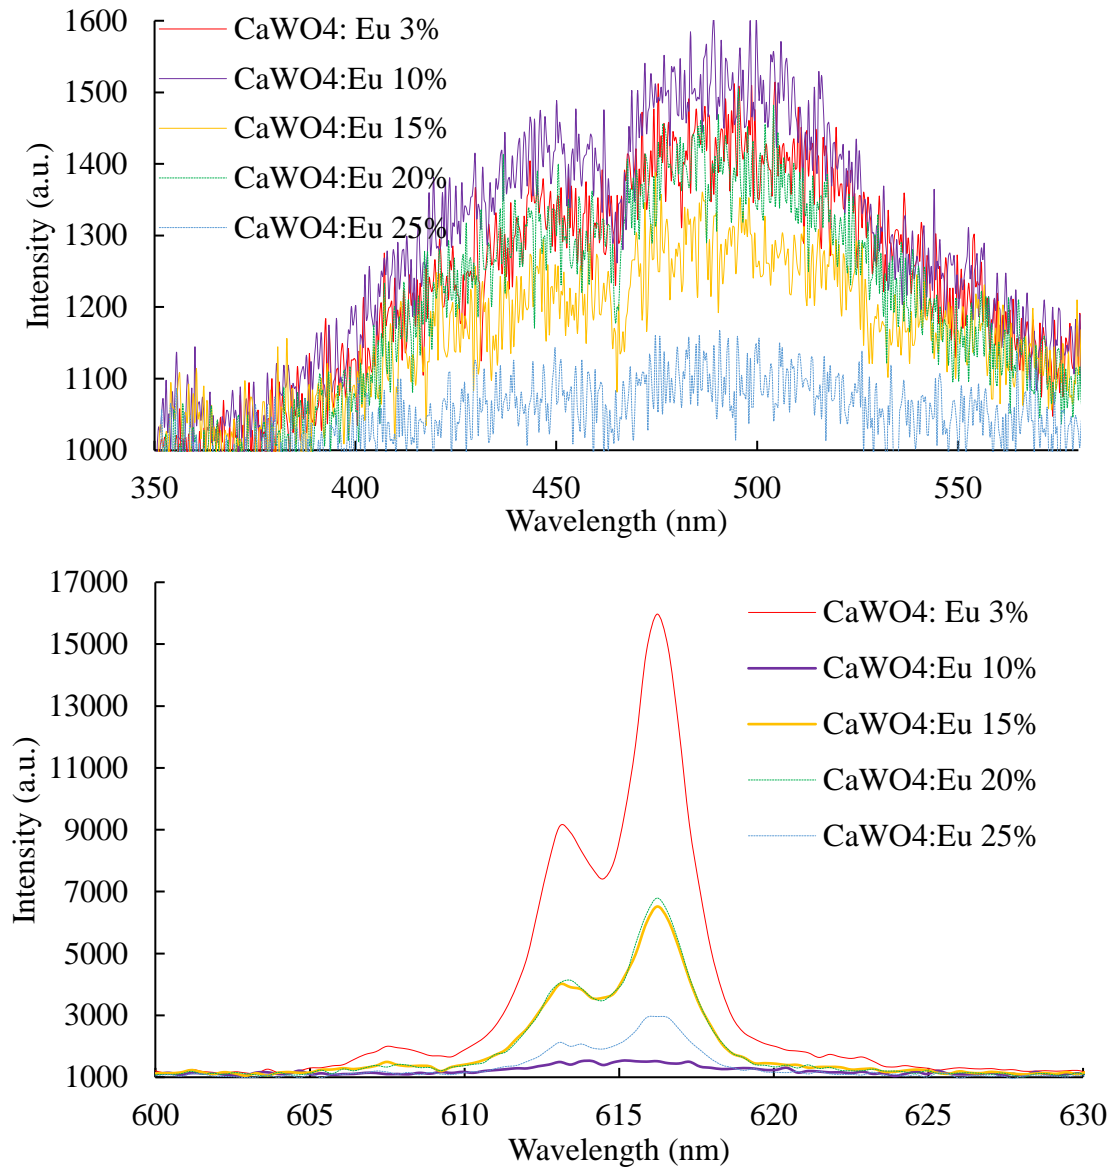 1600
1500
1400
1300
1200
1100
1000
Intensity (a.u.)
CaWO4: Eu 3%
CaWO4:Eu 10%
CaWO4:Eu 15%
CaWO4:Eu 20%
CaWO4:Eu 25%
350 400 450 500 550
Wavelength (nm)
17000
15000
13000
11000
9000
7000
5000
3000
1000
Intensity (a.u.)
CaWO4: Eu 3%
CaWO4:Eu 10%
CaWO4:Eu 15%
CaWO4:Eu 20%
CaWO4:Eu 25%
600 605 610 615 620 625 630
Wavelength (nm)